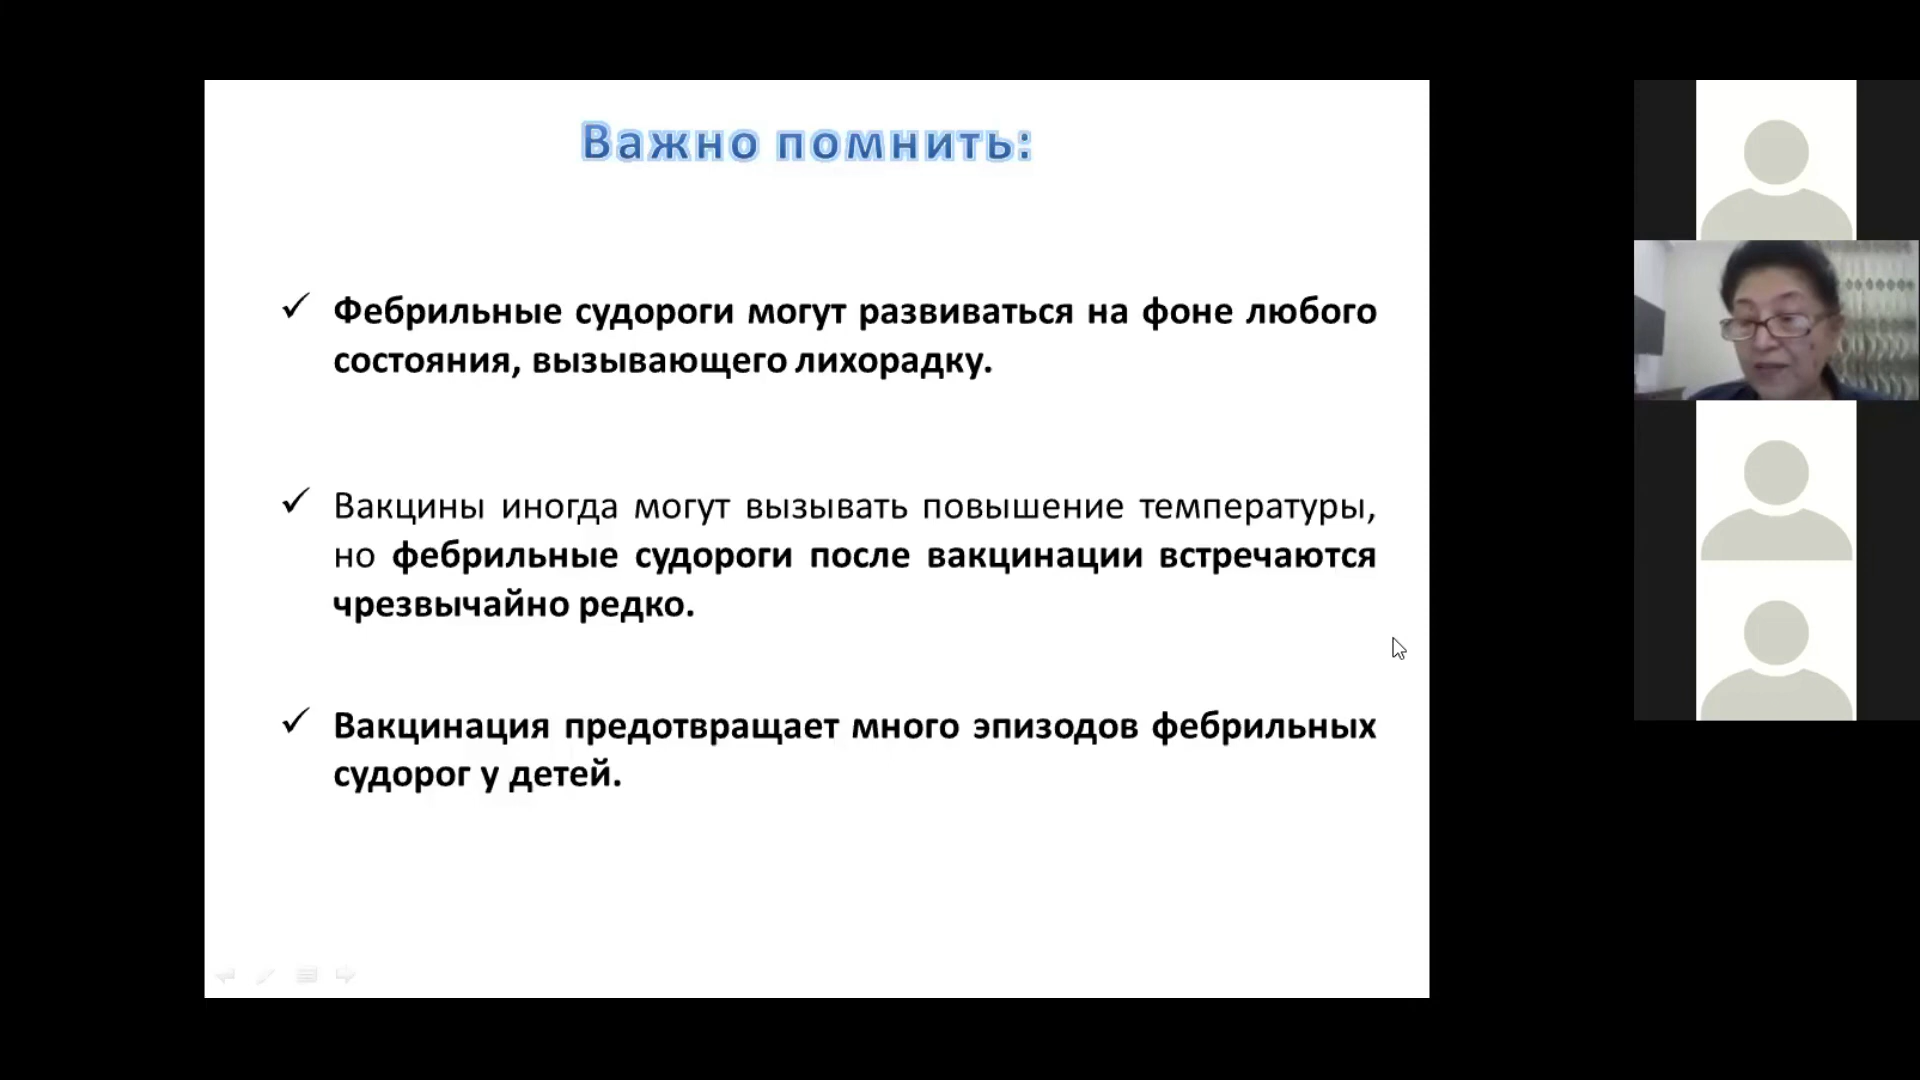 Важно помнить:
Фебрильные судороги могут развиваться на фоне любого
состояния, вызывающего лихорадку.
Вакцины иногда могут вызывать повышение температуры,
но фебрильные судороги после вакцинации встречаются
чрезвычайно редко.
Вакцинация предотвращает много эпизодов фебрильных
судорог у детей.